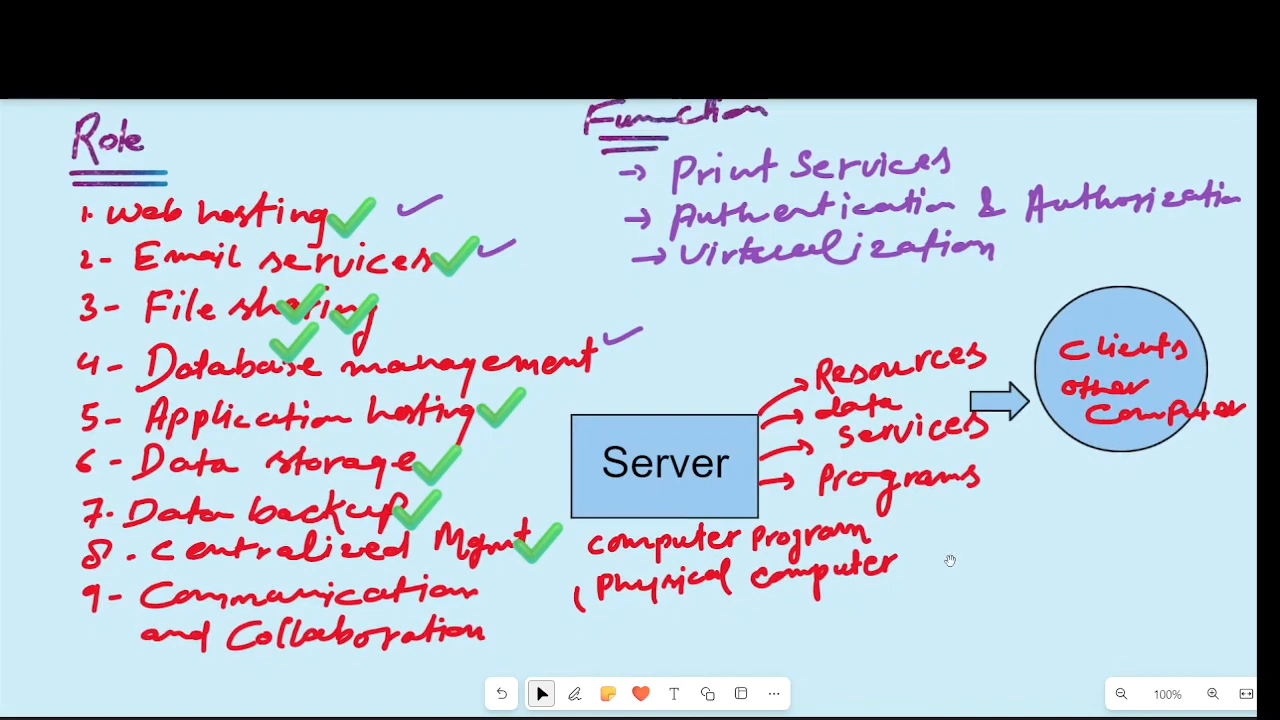 Role
1. Web hosting
2- Email services
3- File sharing
4- Database management
5- Application hosting
6- Data storage
7. Data backup
8. Centralized Mgmt
9- Communication
and Collaboration
Function
→ Print Services
→ Authentication & Authorization
→ Virtualization
Server
Resources
data
services
Programs
Clients
other
Computer
computer Program
(Physical computer
100%